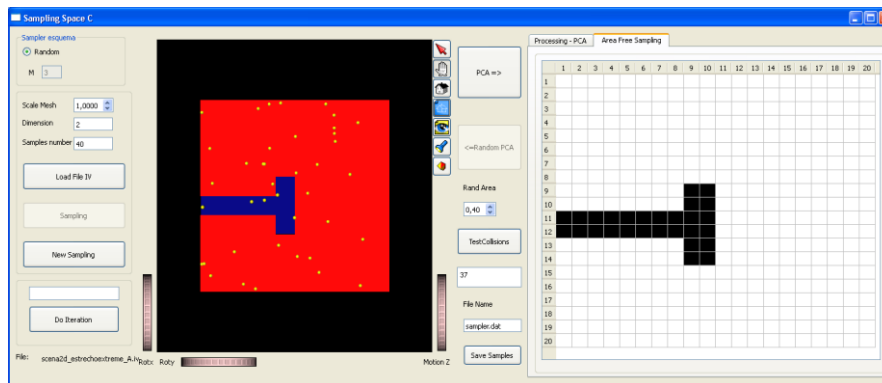 Sampling Space C
Sampler esquema
Random
M 3
Scale Mesh 1,0000
Dimension 2
Samples number 40
Load File IV
Sampling
New Sampling
Do Iteration
File: scena2d_estrechoextreme_A.iv
Rotx Roty
Motion Z
PCA =>
<=Random PCA
Rand Area
0,40
TestCollisions
37
File Name
sampler.dat
Save Samples
Processing - PCA Area Free Sampling
1 2 3 4 5 6 7 8 9 10 11 12 13 14 15 16 17 18 19 20
1
2
3
4
5
6
7
8
9
10
11
12
13
14
15
16
17
18
19
20